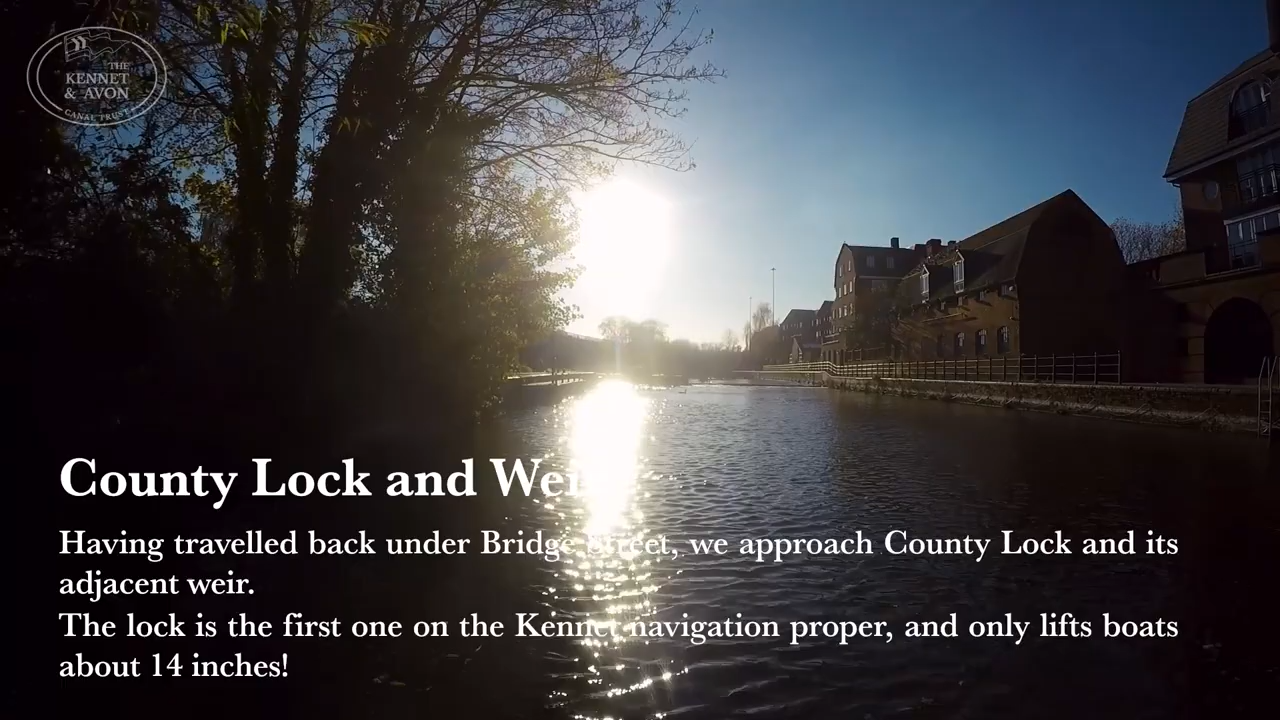 THE
KENNET
& AVON
CANAL TRUST
County Lock and Weir
Having travelled back under Bridge Street, we approach County Lock and its
adjacent weir.
The lock is the first one on the Kennet navigation proper, and only lifts boats
about 14 inches!